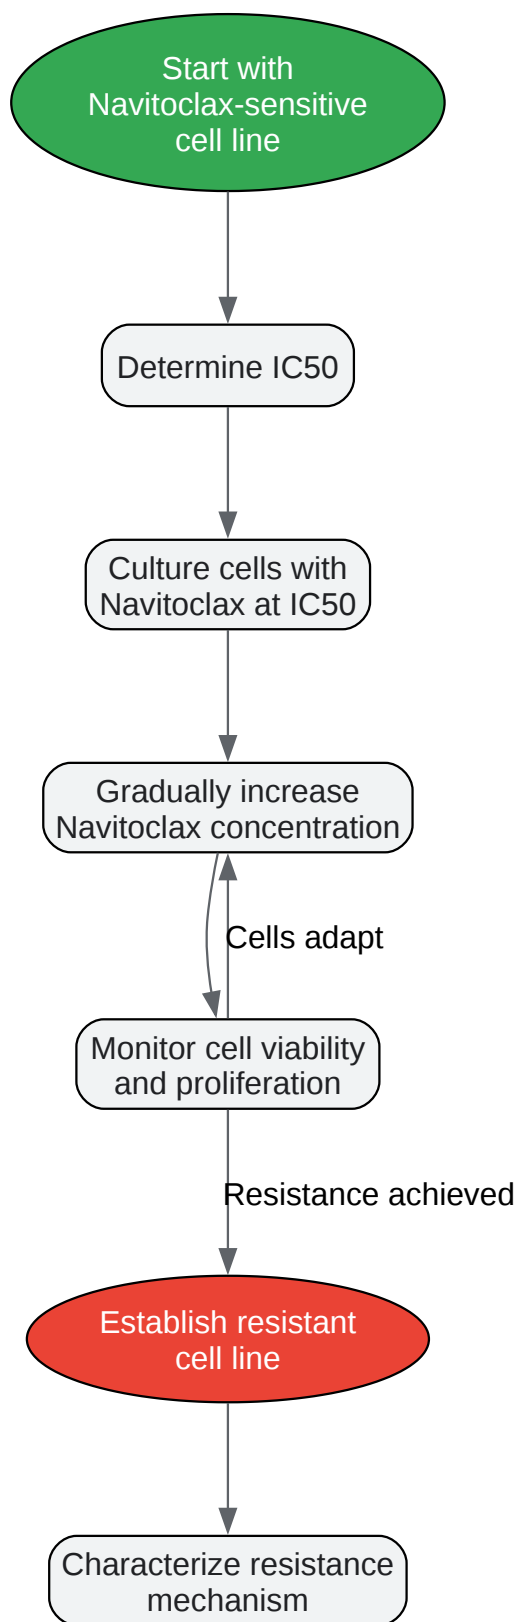 Start with
Navitoclax-sensitive
cell line
Determine IC50
Culture cells with
Navitoclax at IC50
Gradually increase
Navitoclax concentration
Cells adapt
Monitor cell viability
and proliferation
Resistance achieved
Establish resistant
cell line
Characterize resistance
mechanism